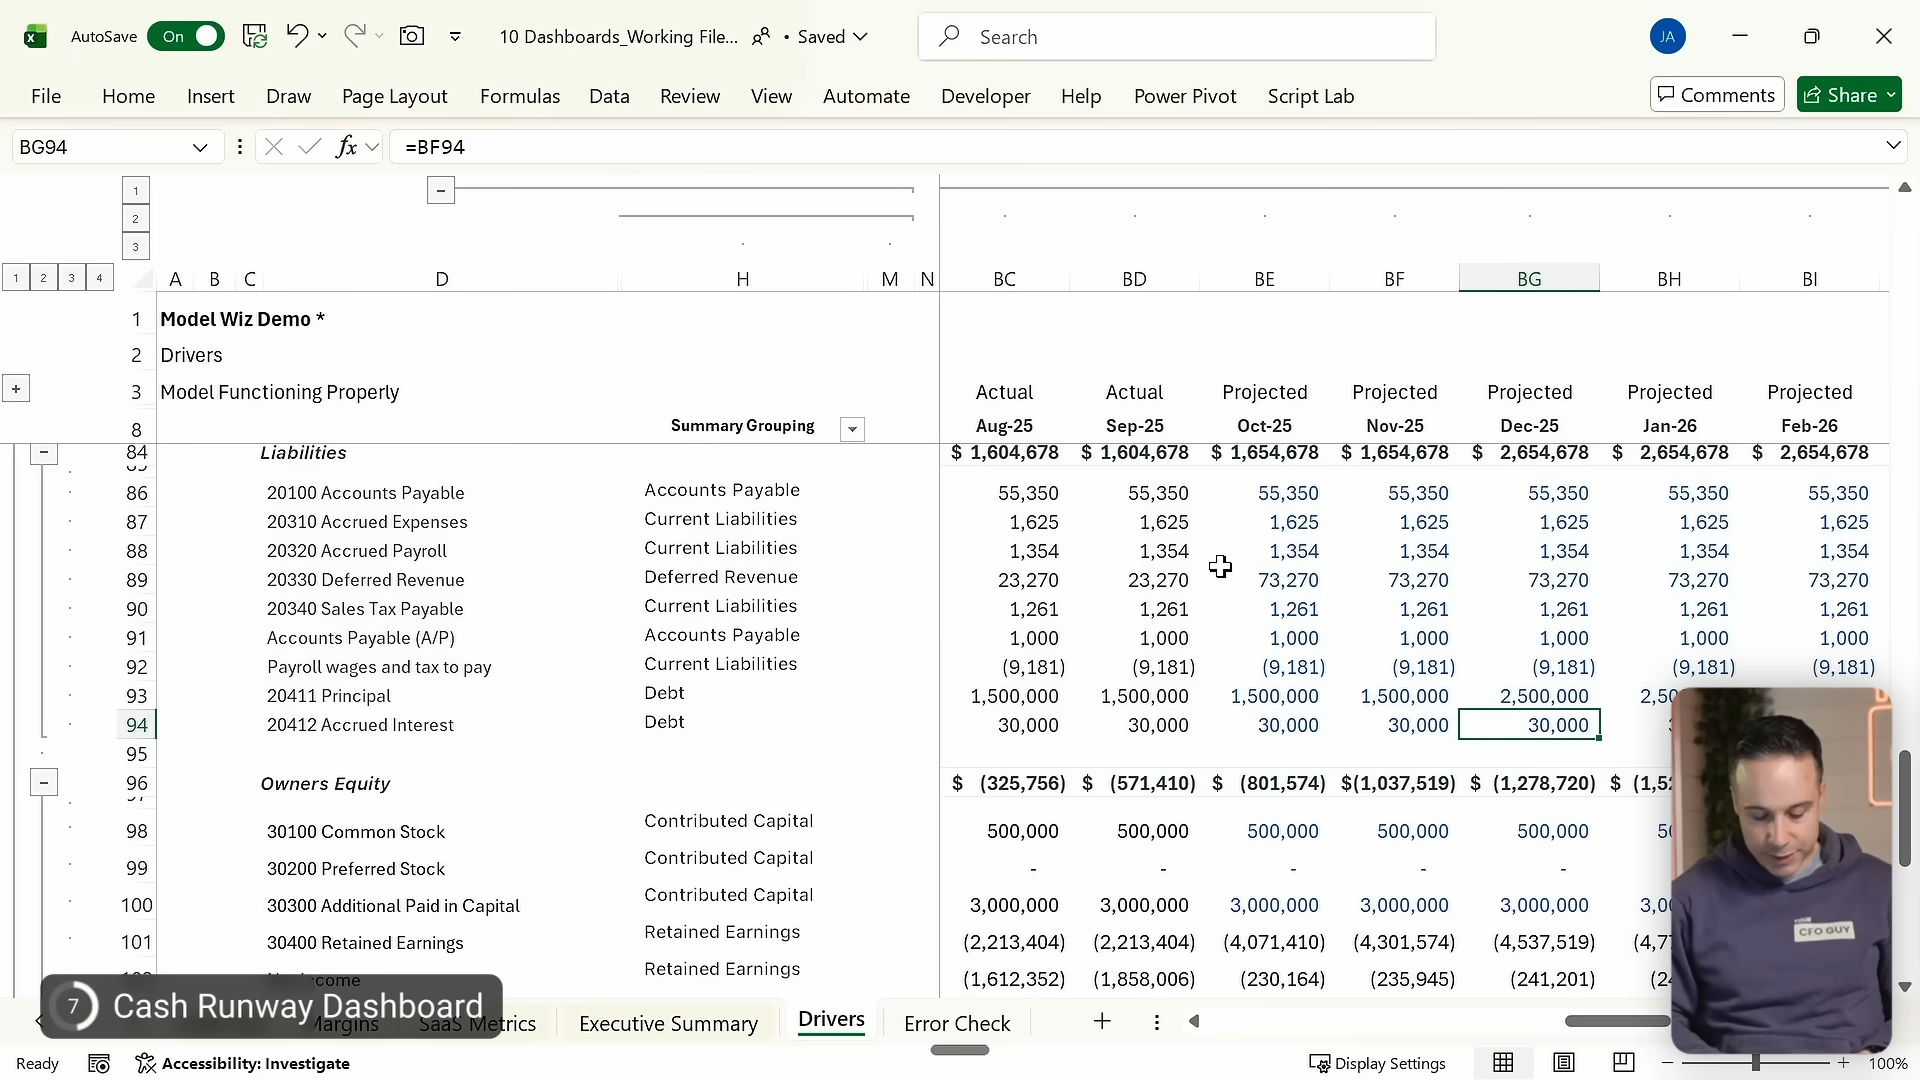 AutoSave On 10 Dashboards_Working File... • Saved Search JA
File Home Insert Draw Page Layout Formulas Data Review View Automate Developer Help Power Pivot Script Lab Comments Share
BG94 fx =BF94
1
2
3
1 2 3 4 A B C D H M N BC BD BE BF BG BH BI
1 Model Wiz Demo *
2 Drivers
3 Model Functioning Properly Actual Actual Projected Projected Projected Projected Projected
8 Summary Grouping Aug-25 Sep-25 Oct-25 Nov-25 Dec-25 Jan-26 Feb-26
84 Liabilities $ 1,604,678 $ 1,604,678 $ 1,654,678 $ 1,654,678 $ 2,654,678 $ 2,654,678 $ 2,654,678
86 20100 Accounts Payable Accounts Payable 55,350 55,350 55,350 55,350 55,350 55,350 55,350
87 20310 Accrued Expenses Current Liabilities 1,625 1,625 1,625 1,625 1,625 1,625 1,625
88 20320 Accrued Payroll Current Liabilities 1,354 1,354 1,354 1,354 1,354 1,354 1,354
89 20330 Deferred Revenue Deferred Revenue 23,270 23,270 73,270 73,270 73,270 73,270 73,270
90 20340 Sales Tax Payable Current Liabilities 1,261 1,261 1,261 1,261 1,261 1,261 1,261
91 Accounts Payable (A/P) Accounts Payable 1,000 1,000 1,000 1,000 1,000 1,000 1,000
92 Payroll wages and tax to pay Current Liabilities (9,181) (9,181) (9,181) (9,181) (9,181) (9,181) (9,181)
93 20411 Principal Debt 1,500,000 1,500,000 1,500,000 1,500,000 2,500,000
94 20412 Accrued Interest Debt 30,000 30,000 30,000 30,000 30,000
95
96 Owners Equity $ (325,756) $ (571,410) $ (801,574) $(1,037,519) $ (1,278,720) $
98 30100 Common Stock Contributed Capital 500,000 500,000 500,000 500,000 500,000
99 30200 Preferred Stock Contributed Capital - - - - -
100 30300 Additional Paid in Capital Contributed Capital 3,000,000 3,000,000 3,000,000 3,000,000 3,000,000
101 30400 Retained Earnings Retained Earnings (2,213,404) (2,213,404) (4,071,410) (4,301,574) (4,537,519)
Retained Earnings (1,612,352) (1,858,006) (230,164) (235,945) (241,201)
CFO GUY
7 Cash Runway Dashboard
Margins SaaS Metrics Executive Summary Drivers Error Check
Ready Accessibility: Investigate Display Settings 100%